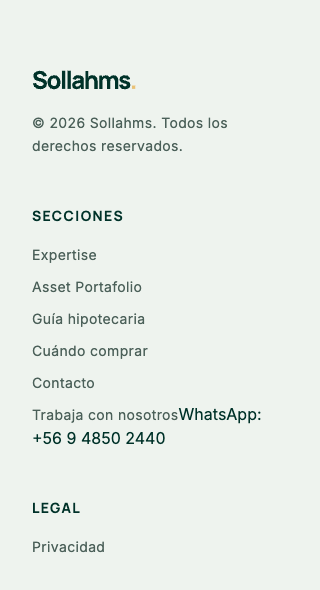 Sollahms.
© 2026 Sollahms. Todos los
derechos reservados.
SECCIONES
Expertise
Asset Portafolio
Guía hipotecaria
Cuándo comprar
Contacto
Trabaja con nosotrosWhatsApp:
+56 9 4850 2440
LEGAL
Privacidad